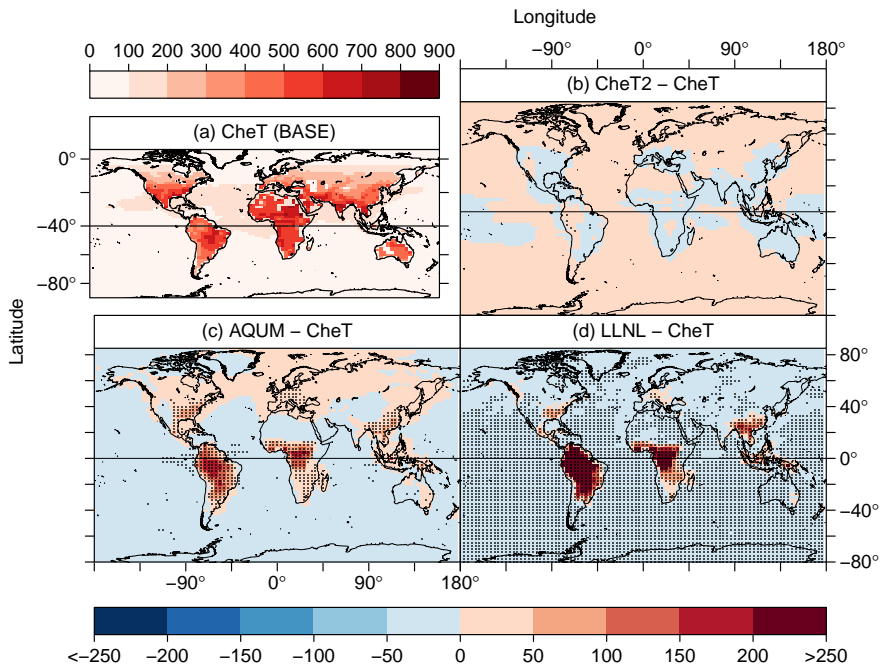 Longitude
0 100 200 300 400 500 600 700 800 900
−90° 0° 90° 180°
(b) CheT2 − CheT
(a) CheT (BASE)
0°
−40°
−80°
Latitude
(c) AQUM − CheT
(d) LLNL − CheT
80°
40°
0°
−40°
−80°
−90° 0° 90° 180°
<−250 −200 −150 −100 −50 0 50 100 150 200 >250